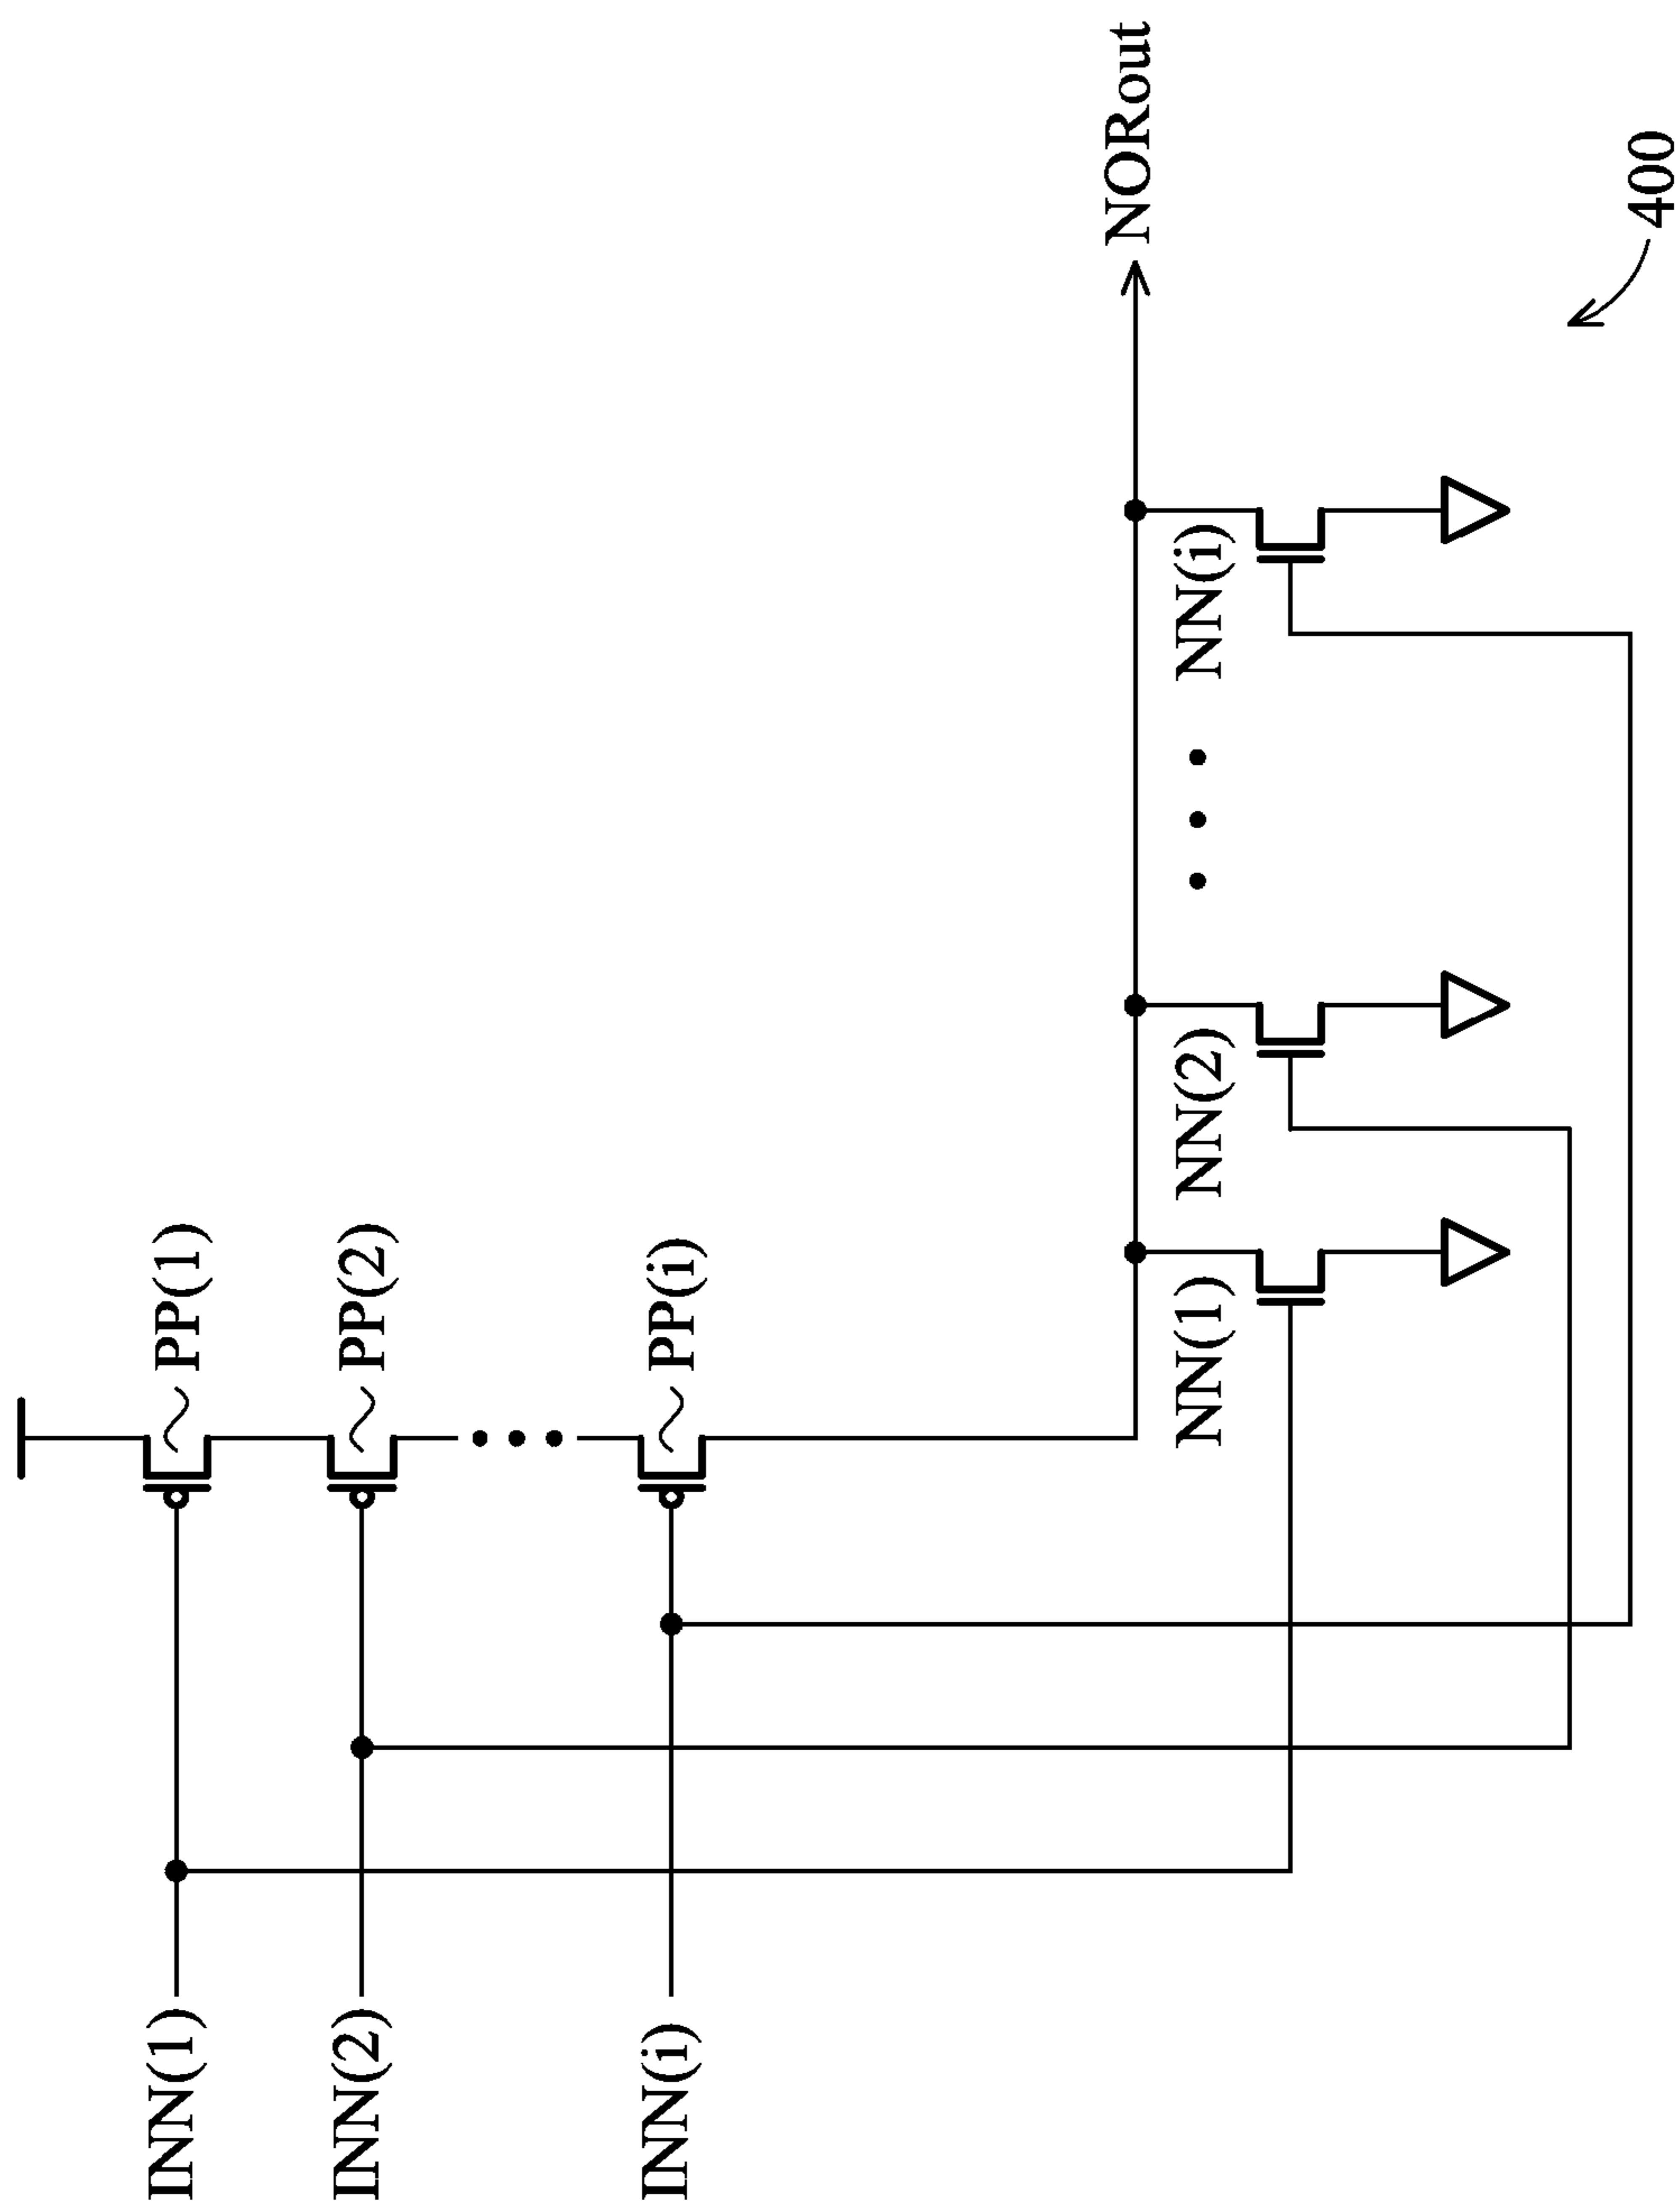 INN(1)
PP(1)
INN(2)
PP(2)
INN(i)
PP(i)
NORout
NN(1)
NN(2)
NN(i)
400